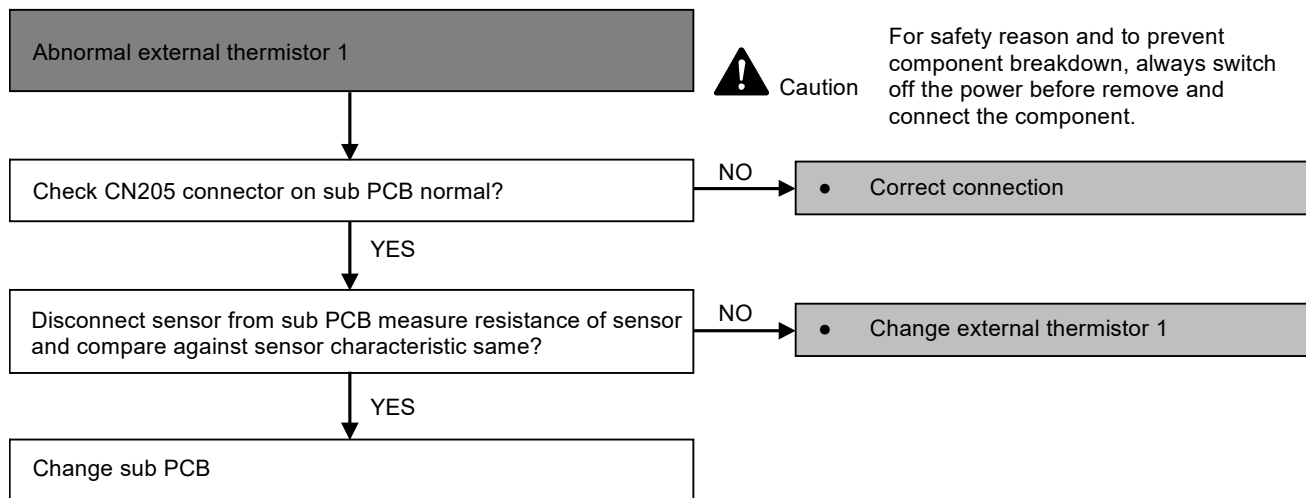 Abnormal external thermistor 1
Caution
For safety reason and to prevent
component breakdown, always switch
off the power before remove and
connect the component.
Check CN205 connector on sub PCB normal?
NO
● Correct connection
YES
Disconnect sensor from sub PCB measure resistance of sensor
and compare against sensor characteristic same?
NO
● Change external thermistor 1
YES
Change sub PCB